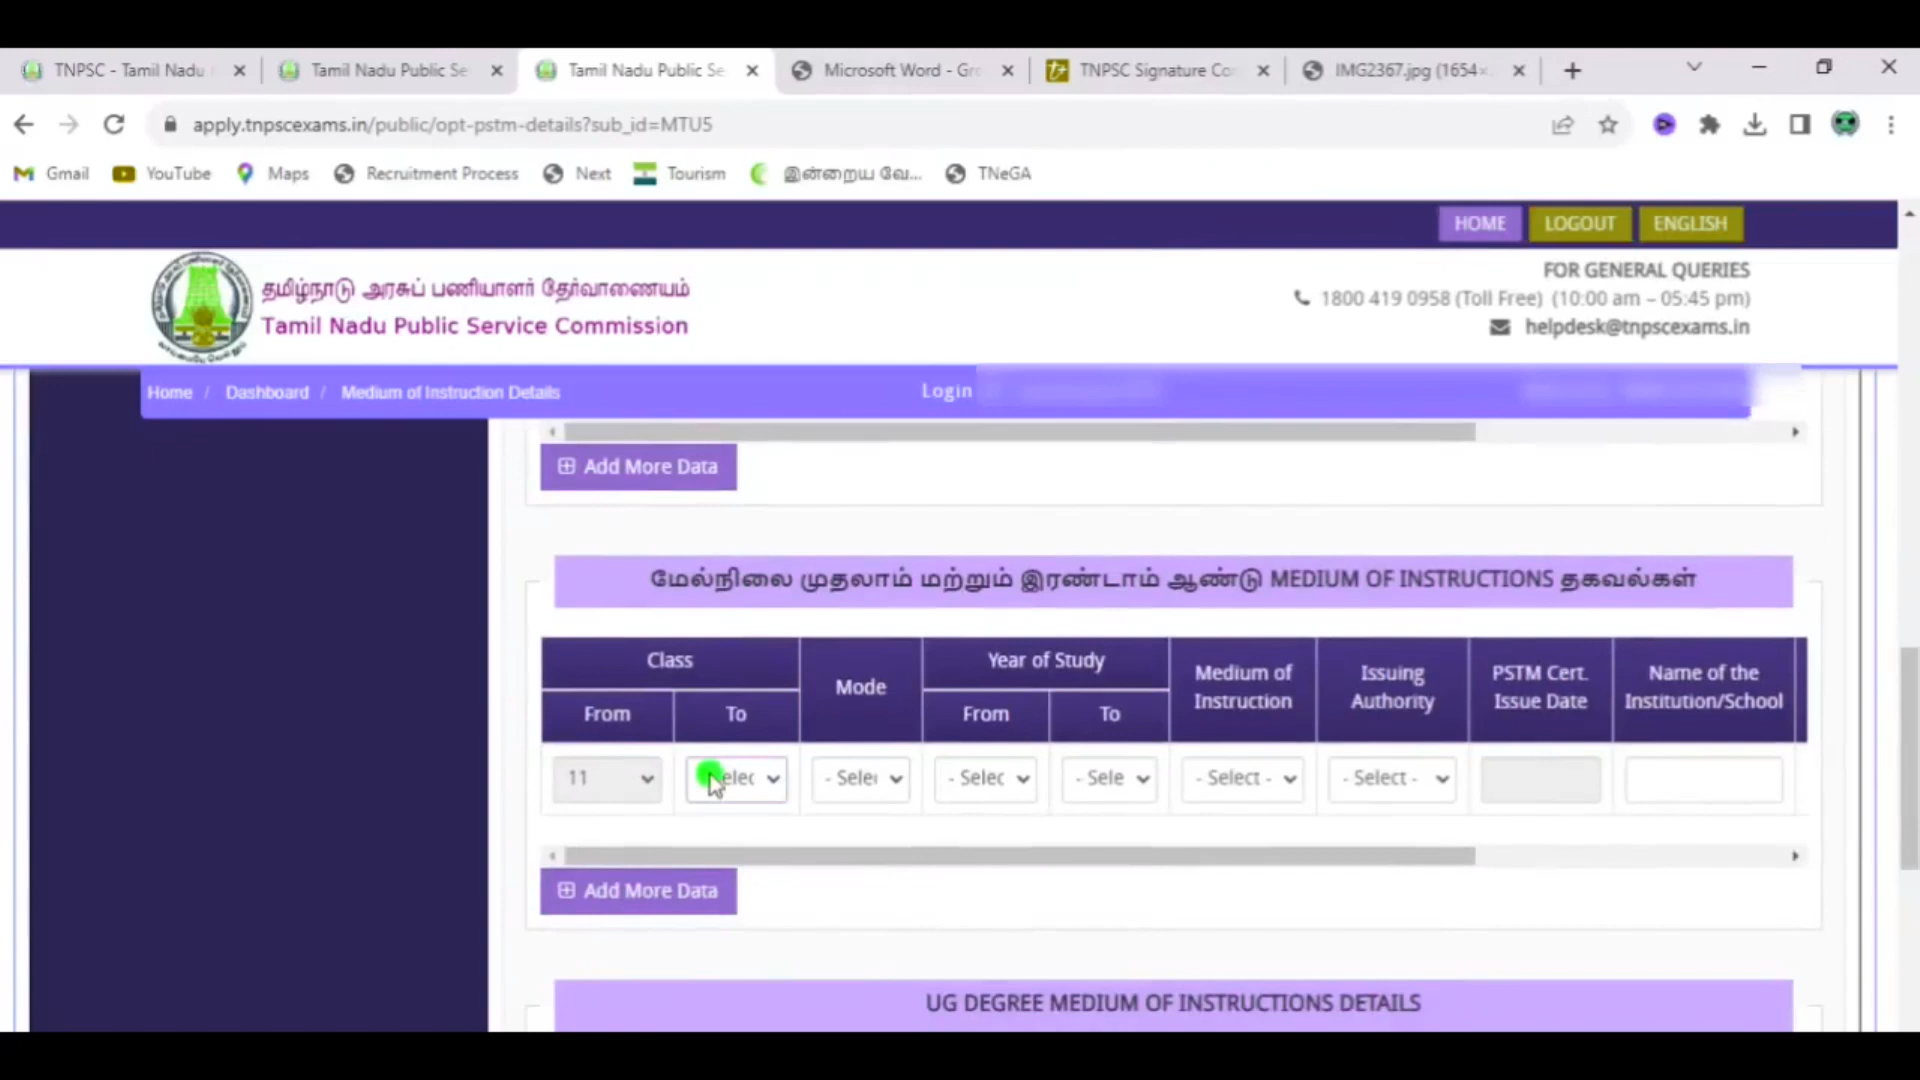 TNPSC - Tamil Nadu
Tamil Nadu Public Se
Tamil Nadu Public Se
Microsoft Word - Gr
TNPSC Signature Co
IMG2367.jpg (1654×
apply.tnpscexams.in/public/opt-pstm-details?sub_id=MTU5
Gmail
YouTube
Maps
Recruitment Process
Next
Tourism
இன்றைய வே...
TNeGA
HOME
LOGOUT
ENGLISH
தமிழ்நாடு அரசுப் பணியாளர் தேர்வாணையம்
Tamil Nadu Public Service Commission
FOR GENERAL QUERIES
1800 419 0958 (Toll Free) (10:00 am – 05:45 pm)
helpdesk@tnpscexams.in
Home / Dashboard / Medium of Instruction Details
Login
Add More Data
மேல்நிலை முதலாம் மற்றும் இரண்டாம் ஆண்டு MEDIUM OF INSTRUCTIONS தகவல்கள்
Class
Mode
Year of Study
Medium of
Instruction
Issuing
Authority
PSTM Cert.
Issue Date
Name of the
Institution/School
From
To
From
To
11
elec
- Sele
- Selec
- Sele
- Select -
- Select -
Add More Data
UG DEGREE MEDIUM OF INSTRUCTIONS DETAILS